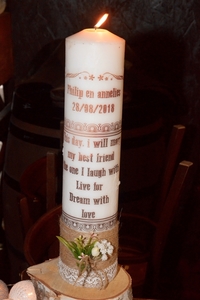 Philip en annelies
28/08/2018
day, i will marry
my best friend
the one I laugh with
Live for
Dream with
love